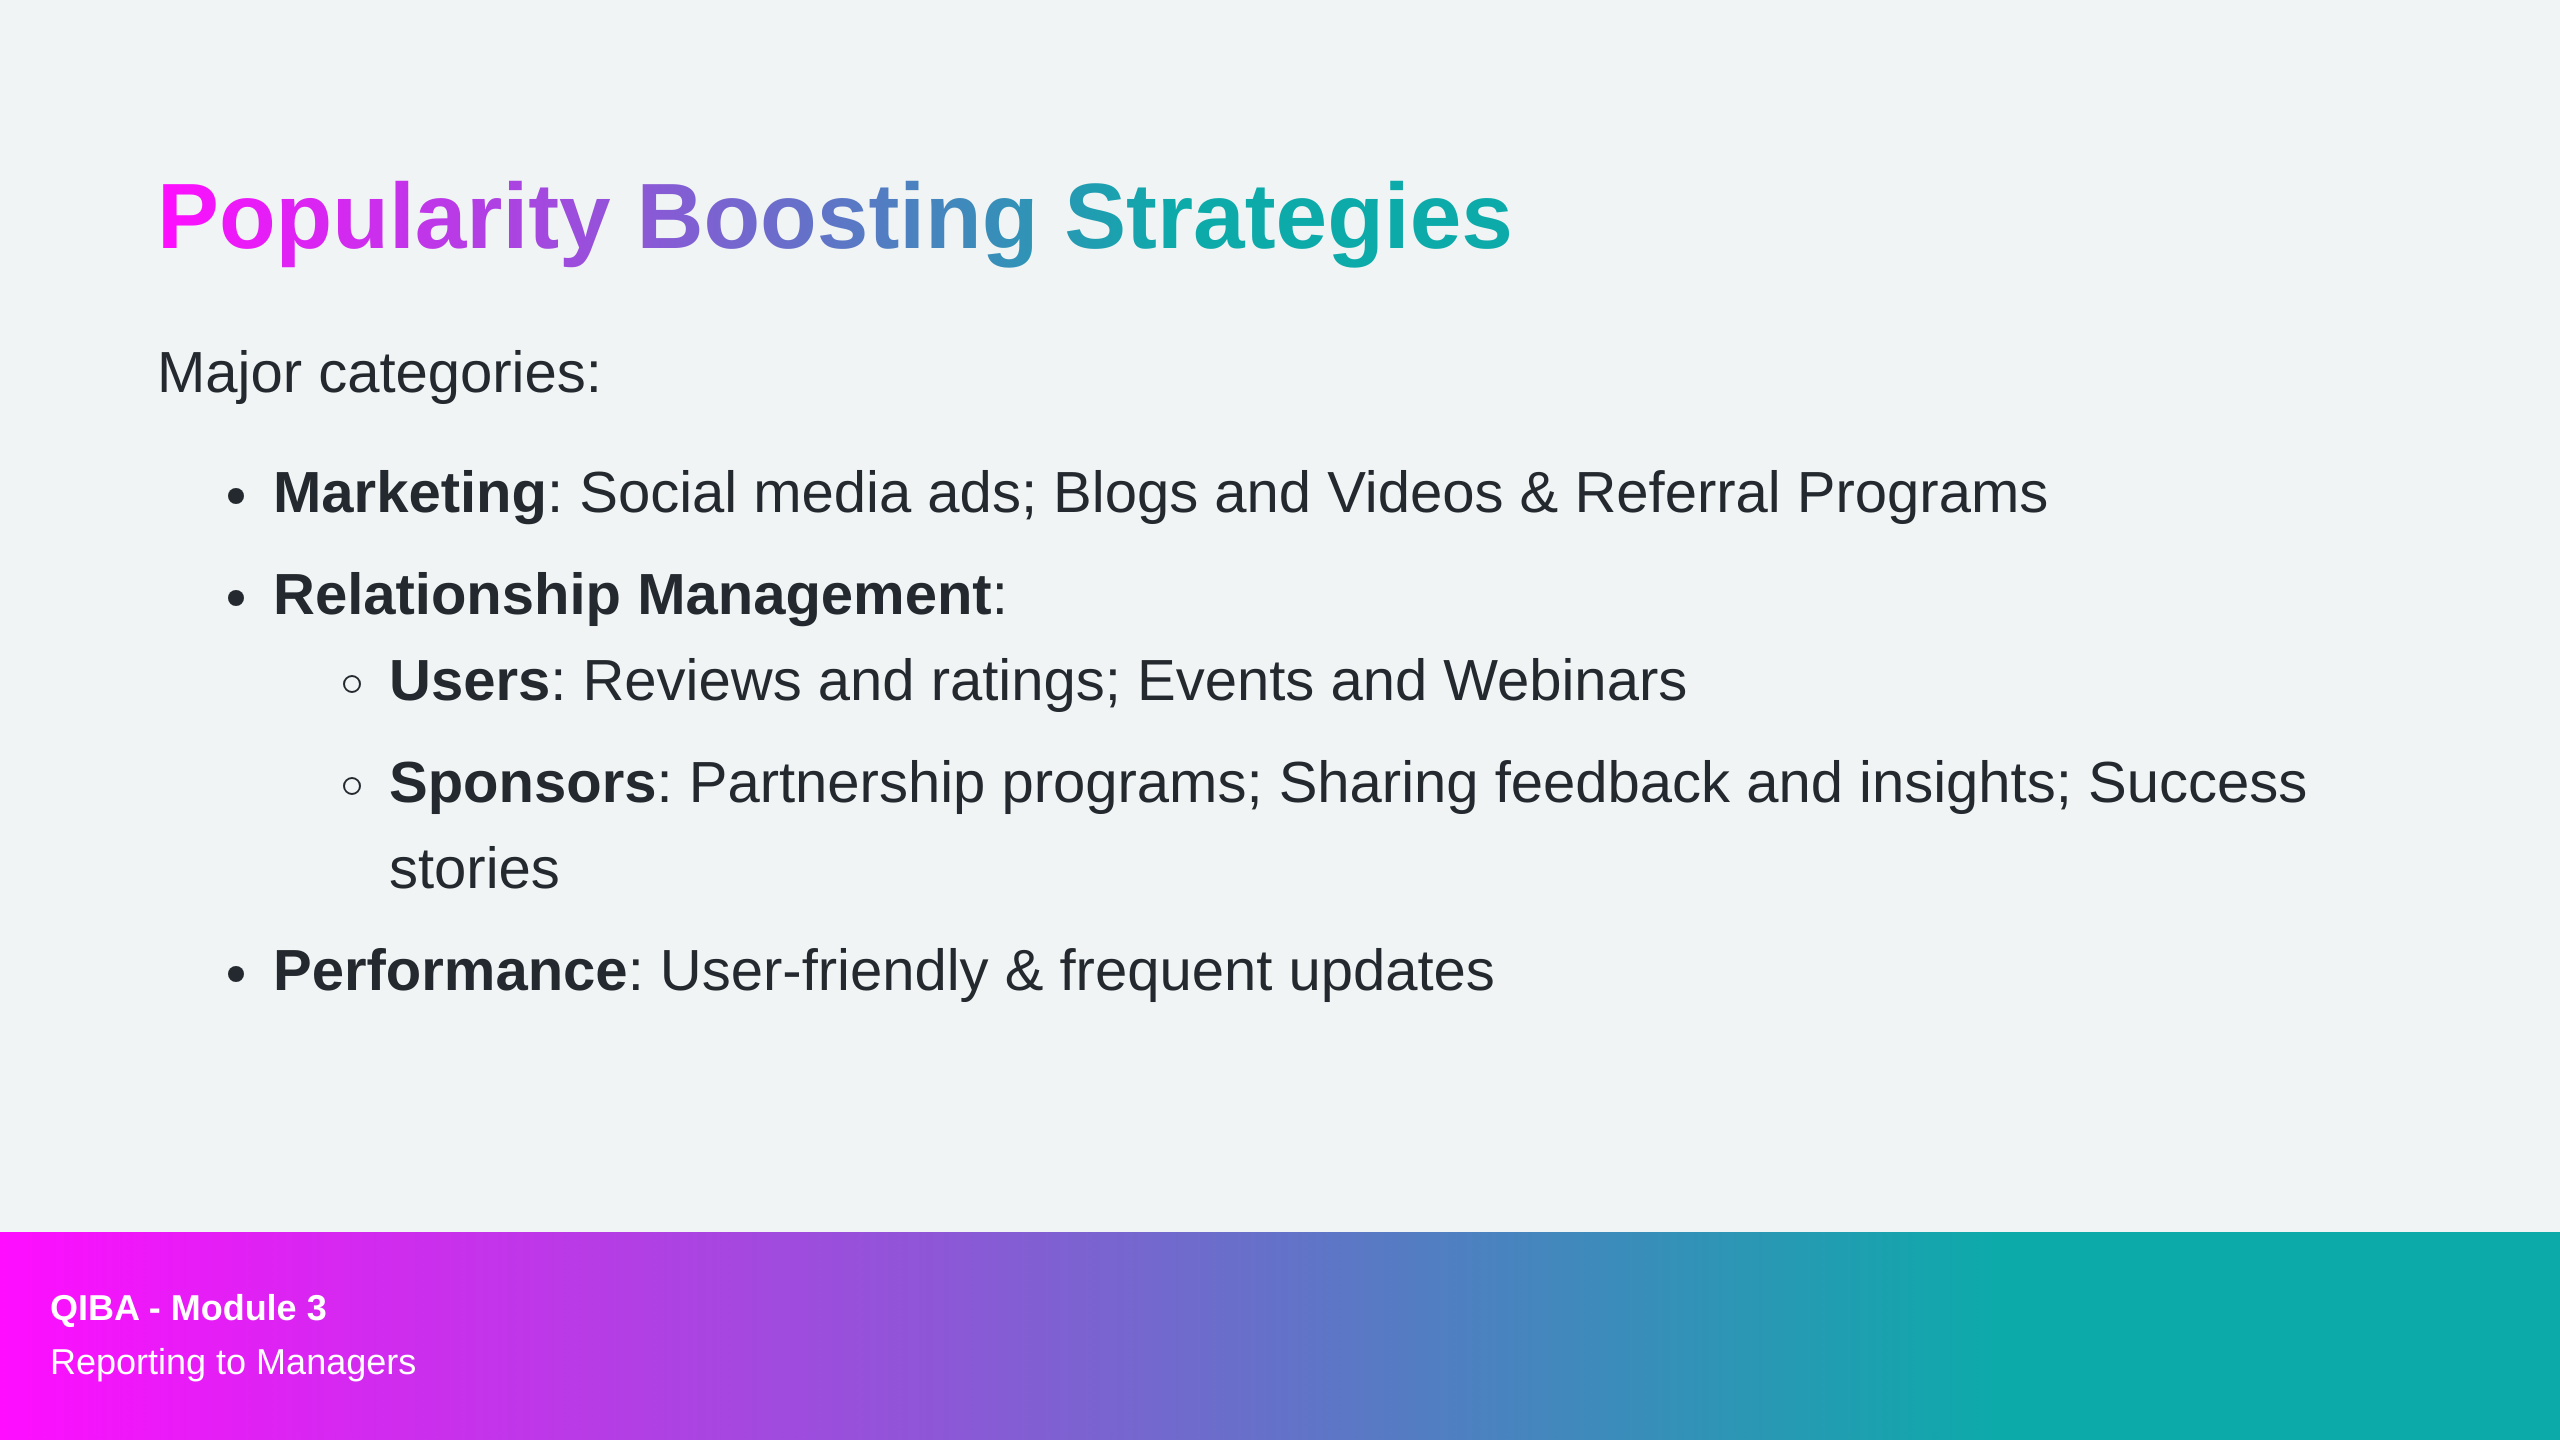 Popularity Boosting Strategies
Major categories:
Marketing: Social media ads; Blogs and Videos & Referral Programs
Relationship Management:
Users: Reviews and ratings; Events and Webinars
Sponsors: Partnership programs; Sharing feedback and insights; Success
stories
Performance: User-friendly & frequent updates
QIBA - Module 3
Reporting to Managers